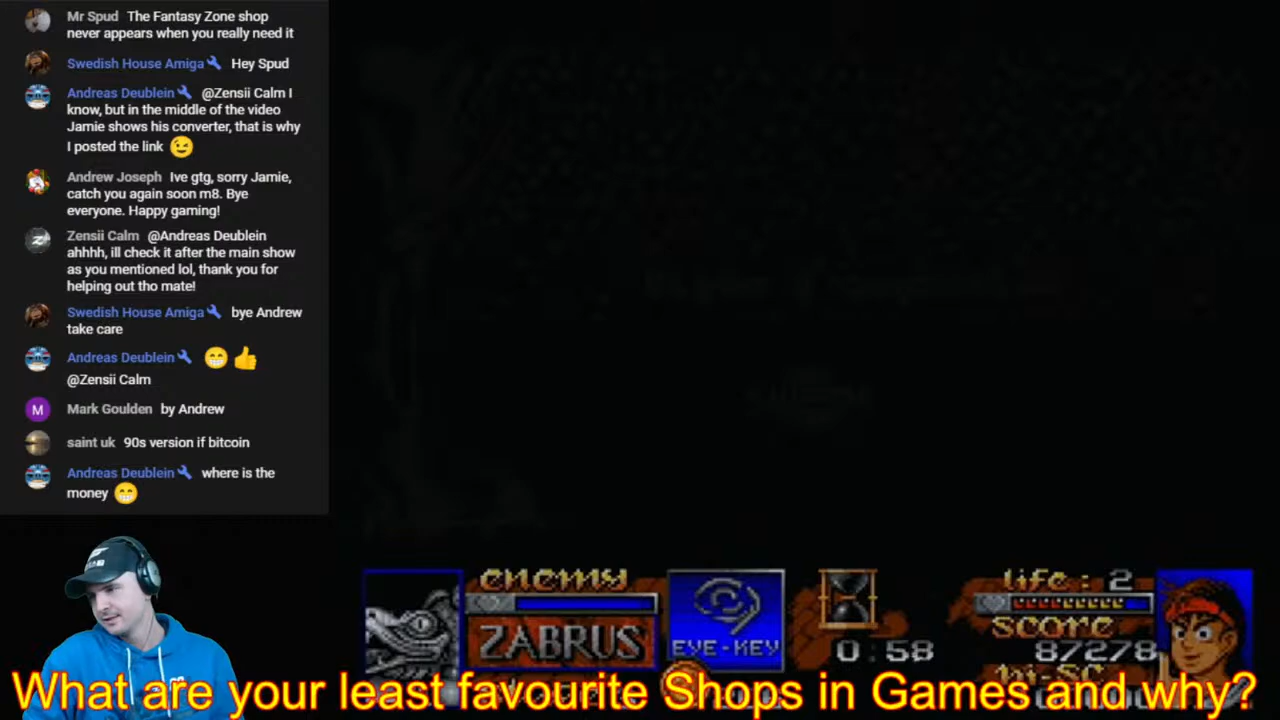 Mr Spud The Fantasy Zone shop
never appears when you really need it
Swedish House Amiga Hey Spud
Andreas Deublein @Zensii Calm I
know, but in the middle of the video
Jamie shows his converter, that is why
I posted the link 😉
Andrew Joseph Ive gtg, sorry Jamie,
catch you again soon m8. Bye
everyone. Happy gaming!
Zensii Calm @Andreas Deublein
ahhhh, ill check it after the main show
as you mentioned lol, thank you for
helping out tho mate!
Swedish House Amiga bye Andrew
take care
Andreas Deublein 😁 👍
@Zensii Calm
M
Mark Goulden by Andrew
saint uk 90s version if bitcoin
Andreas Deublein where is the
money 😁
enemy
ZABRUS
EYE-KEY
0:58
life: 2
score
87278
hi-sc
What are your least favourite Shops in Games and why?